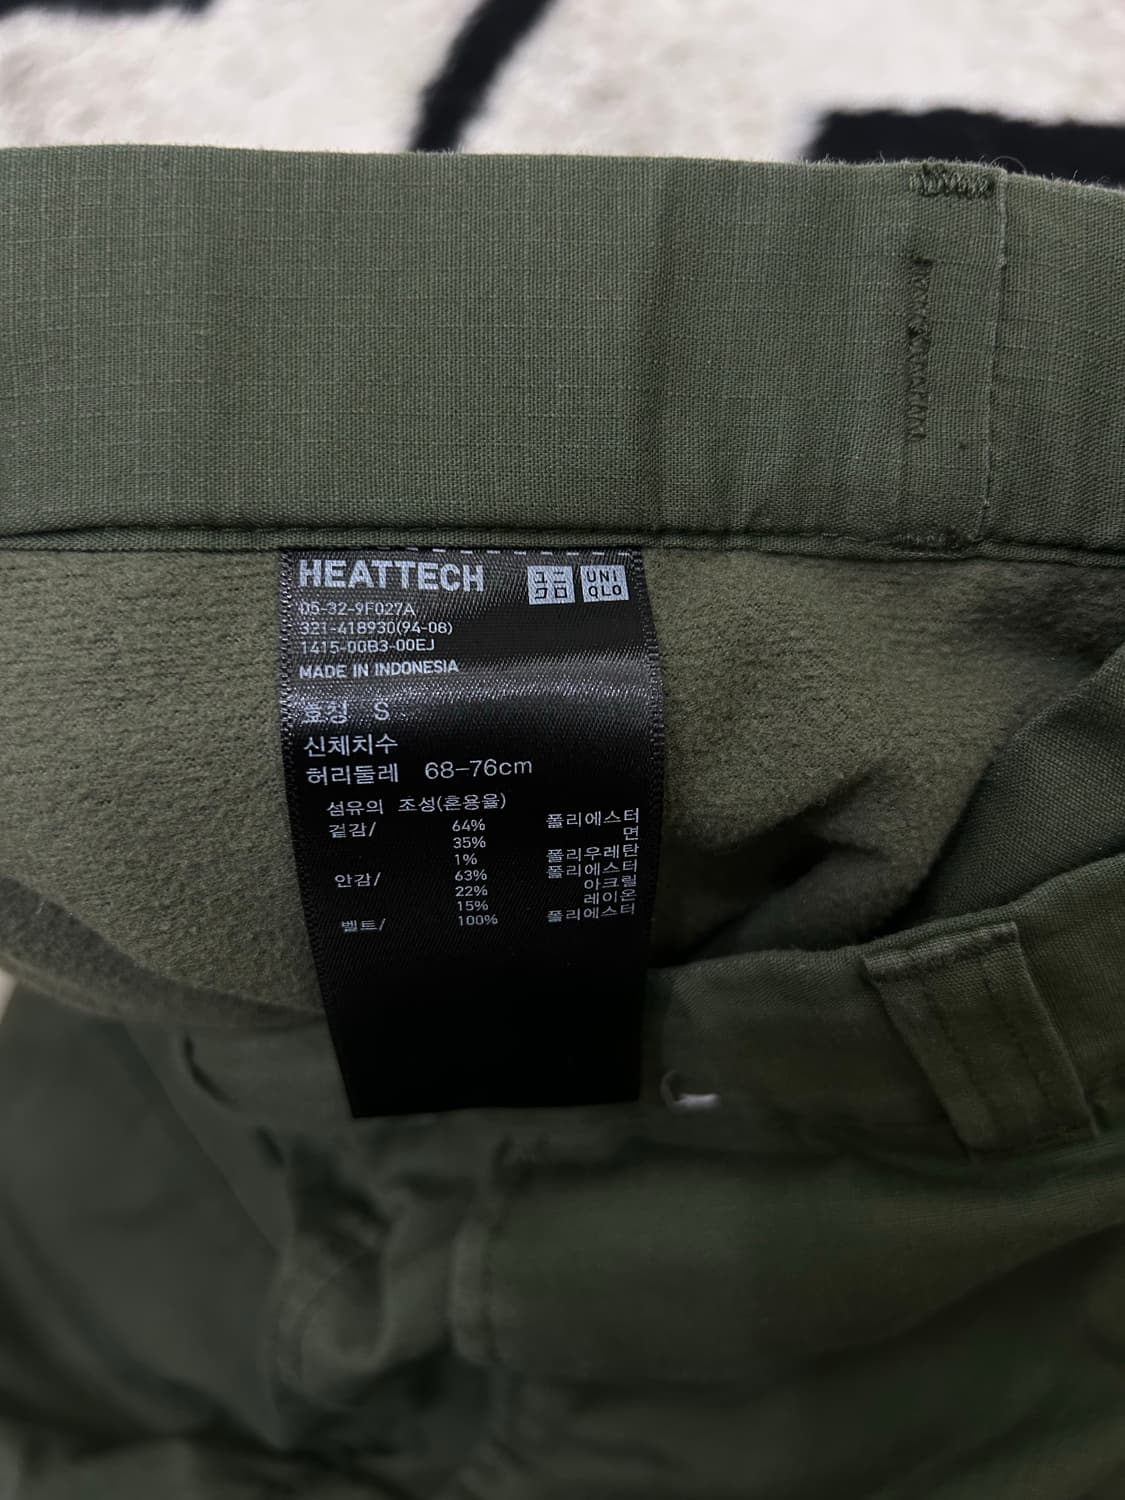 HEATTECH
ユニ
クロ
UNI
QLO
05-32-9F027A
321-418930(94-08)
1415-00B3-00EJ
MADE IN INDONESIA
호칭 S
신체치수
허리둘레 68-76cm
섬유의 조성(혼용율)
겉감/ 64% 폴리에스터
35% 면
1% 폴리우레탄
안감/ 63% 폴리에스터
22% 아크릴
15% 레이온
벨트/ 100% 폴리에스터